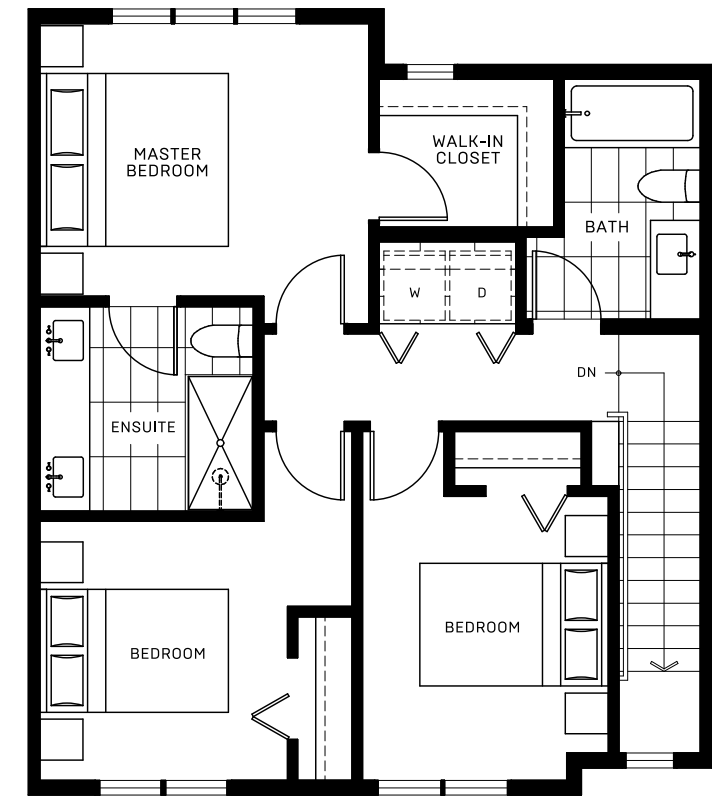 MASTER
BEDROOM
WALK-IN
CLOSET
BATH
W
D
DN
ENSUITE
BEDROOM
BEDROOM